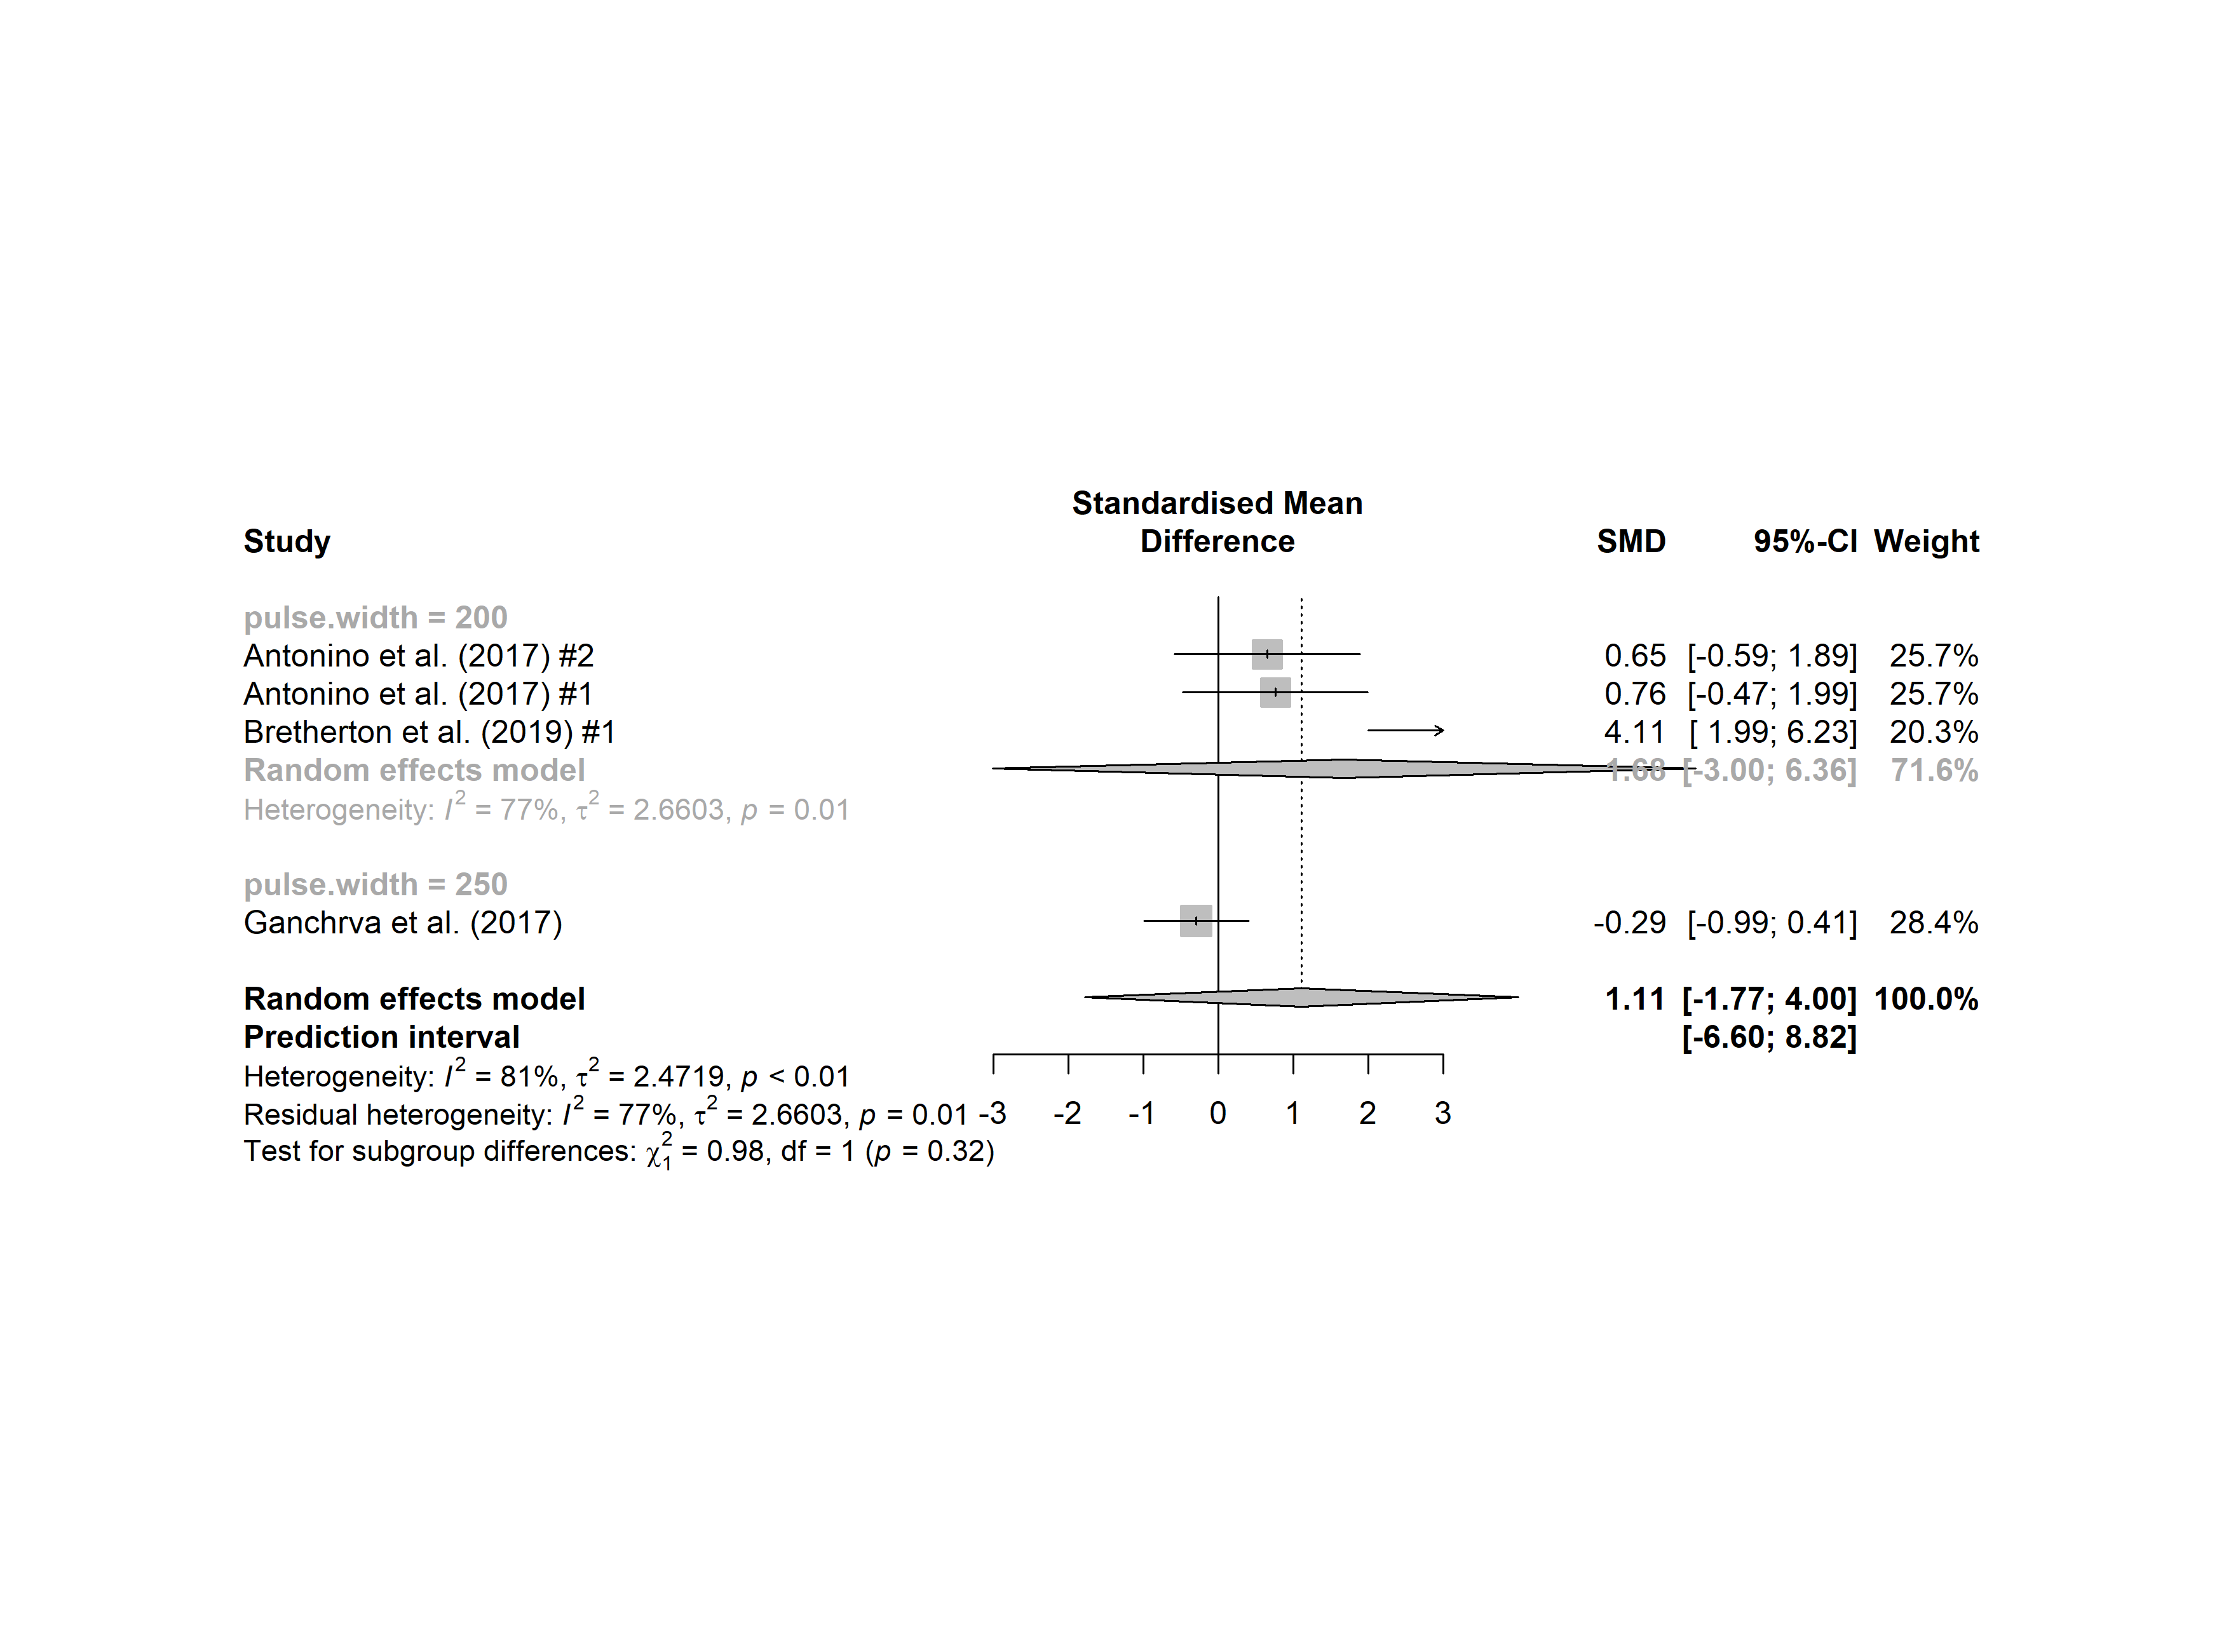 Standardised Mean
Study Difference SMD 95%-CI Weight
pulse.width = 200
Antonino et al. (2017) #2 0.65 [-0.59; 1.89] 25.7%
Antonino et al. (2017) #1 0.76 [-0.47; 1.99] 25.7%
Bretherton et al. (2019) #1 4.11 [ 1.99; 6.23] 20.3%
Random effects model 1.68 [-3.00; 6.36] 71.6%
Heterogeneity: I² = 77%, τ² = 2.6603, p = 0.01
pulse.width = 250
Ganchrva et al. (2017) -0.29 [-0.99; 0.41] 28.4%
Random effects model 1.11 [-1.77; 4.00] 100.0%
Prediction interval [-6.60; 8.82]
Heterogeneity: I² = 81%, τ² = 2.4719, p < 0.01
Residual heterogeneity: I² = 77%, τ² = 2.6603, p = 0.01 -3 -2 -1 0 1 2 3
Test for subgroup differences: χ²₁ = 0.98, df = 1 (p = 0.32)